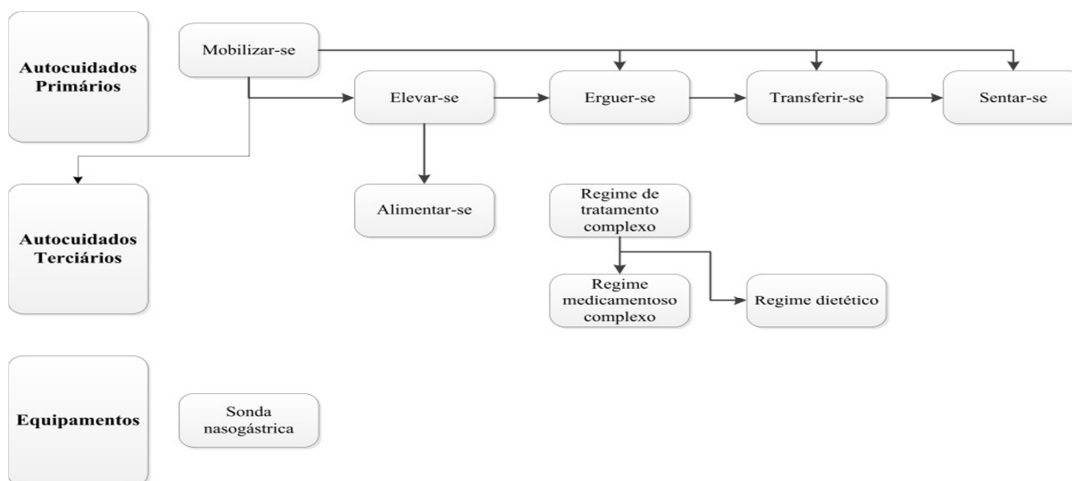 Autocuidados
Primários
Mobilizar-se
Elevar-se
Erguer-se
Transferir-se
Sentar-se
Autocuidados
Terciários
Alimentar-se
Regime de
tratamento
complexo
Regime
medicamentoso
complexo
Regime dietético
Equipamentos
Sonda
nasogástrica